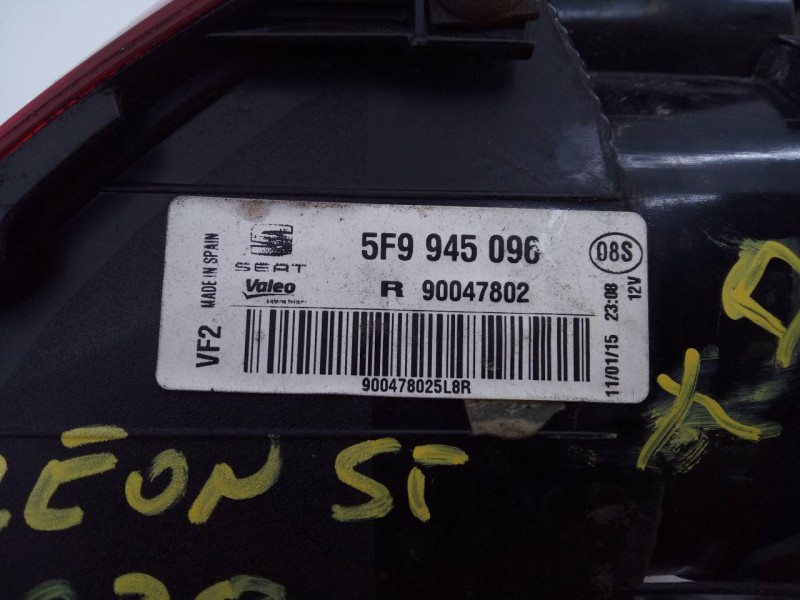 MADE IN SPAIN
SEAT
5F9 945 096
08S
VF2
Valeo
R 90047802
11/01/15 23:08
12V
900478025L8R
LEON ST
X